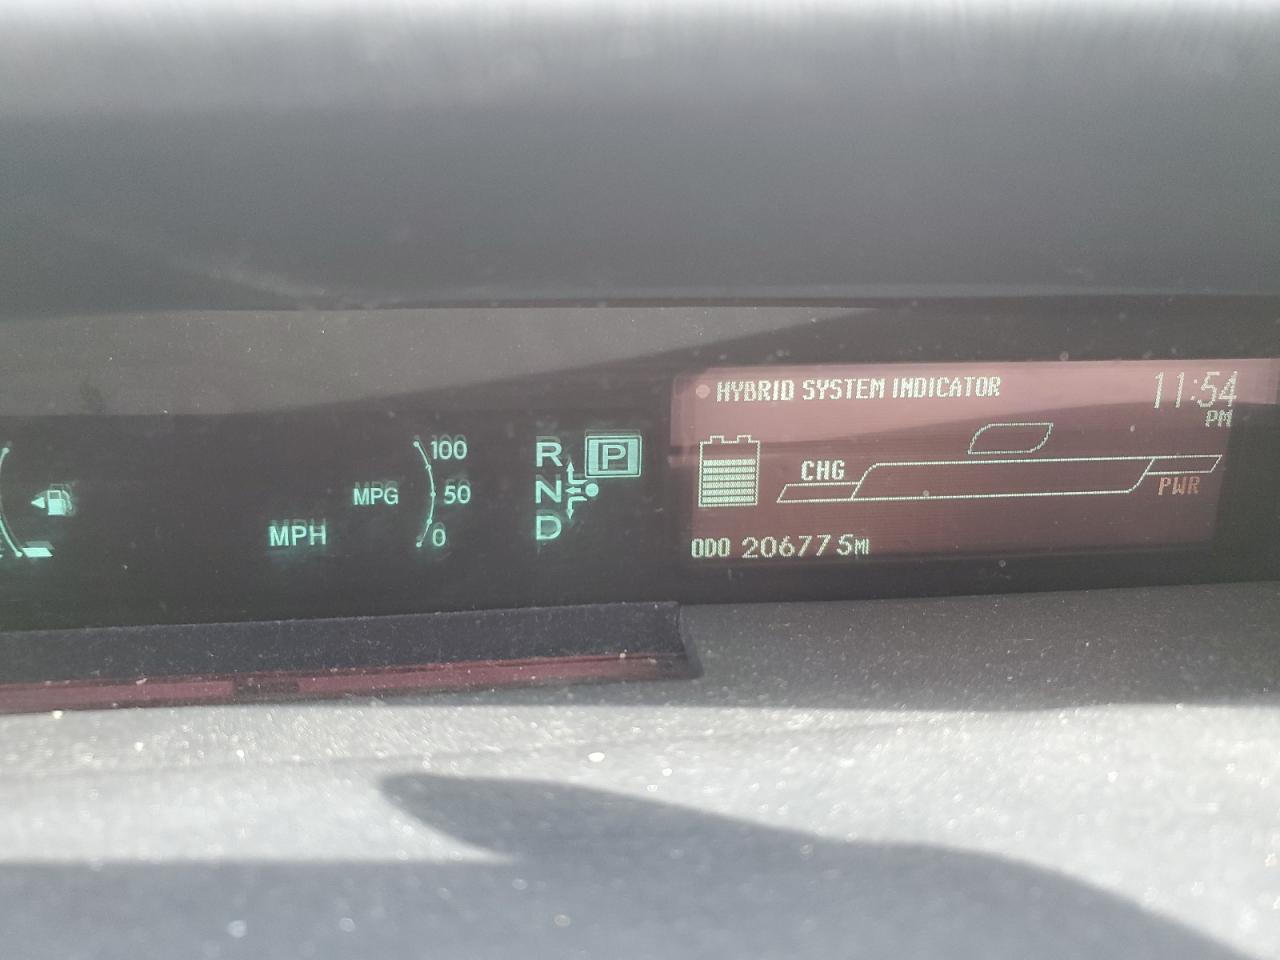 HYBRID SYSTEM INDICATOR
11:54
PM
100
R P
CHG
MPG 50
N
PWR
MPH
0
D
ODO 206775MI